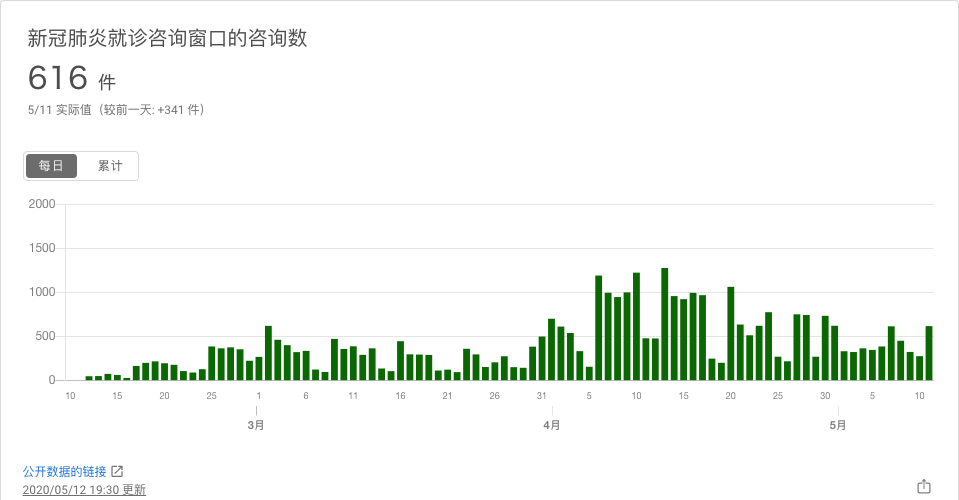 新冠肺炎就诊咨询窗口的咨询数
616 件
5/11 实际值（较前一天: +341 件）
每日 累计
2000
1500
1000
500
0
10 15 20 25 1 6 11 16 21 26 31 5 10 15 20 25 30 5 10
3月 4月 5月
公开数据的链接
2020/05/12 19:30 更新